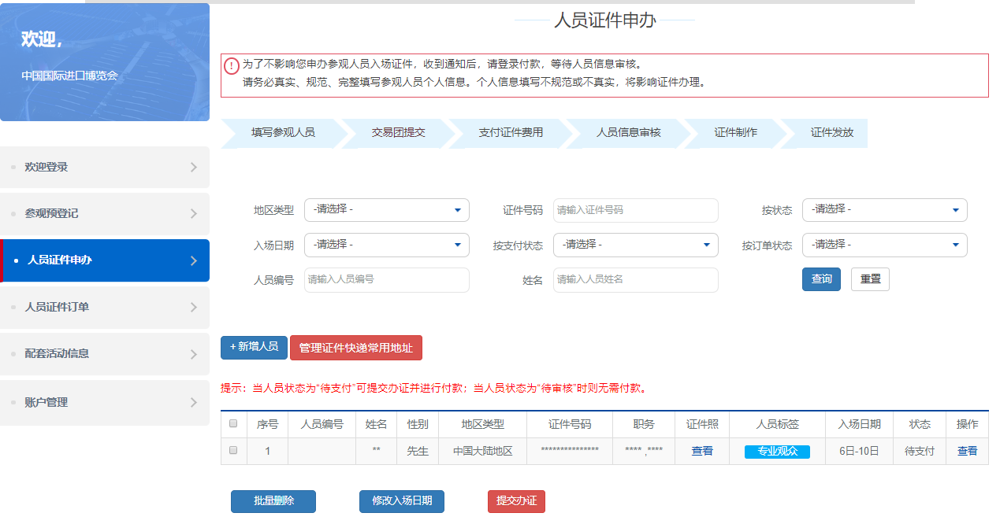 人员证件申办
欢迎，
中国国际进口博览会
为了不影响您申办参观人员入场证件，收到通知后，请登录付款，等待人员信息审核。
请务必真实、规范、完整填写参观人员个人信息。个人信息填写不规范或不真实，将影响证件办理。
填写参观人员 交易团提交 支付证件费用 人员信息审核 证件制作 证件发放
欢迎登录
参观预登记
人员证件申办
人员证件订单
配套活动信息
账户管理
地区类型 -请选择 - 证件号码 请输入证件号码 按状态 -请选择 -
入场日期 -请选择 - 按支付状态 -请选择 - 按订单状态 -请选择 -
人员编号 请输入人员编号 姓名 请输入人员姓名 查询 重置
+ 新增人员 管理证件快递常用地址
提示：当人员状态为“待支付”可提交办证并进行付款；当人员状态为“待审核”时则无需付款。
序号 人员编号 姓名 性别 地区类型 证件号码 职务 证件照 人员标签 入场日期 状态 操作
1 ** 先生 中国大陆地区 *************** **** ,**** 查看 专业观众 6日-10日 待支付 查看
批量删除 修改入场日期 提交办证